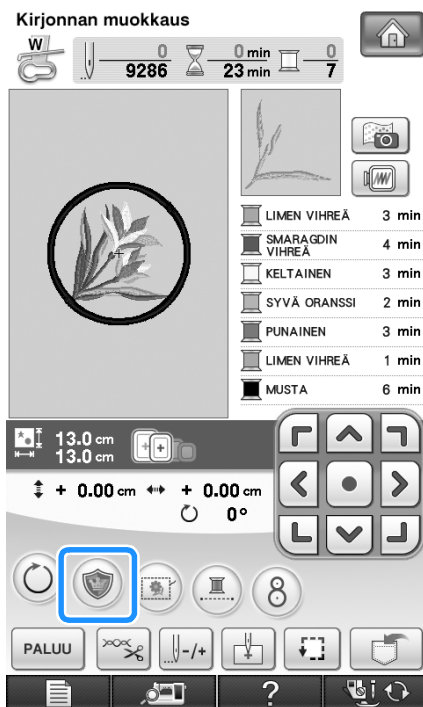 Kirjonnan muokkaus
W
0 0 min 0
9286 23 min 7
LIMEN VIHREÄ 3 min
SMARAGDIN
VIHREÄ 4 min
KELTAINEN 3 min
SYVÄ ORANSSI 2 min
PUNAINEN 3 min
LIMEN VIHREÄ 1 min
MUSTA 6 min
13.0 cm
13.0 cm
+ 0.00 cm + 0.00 cm
0°
8
PALUU -/+
?